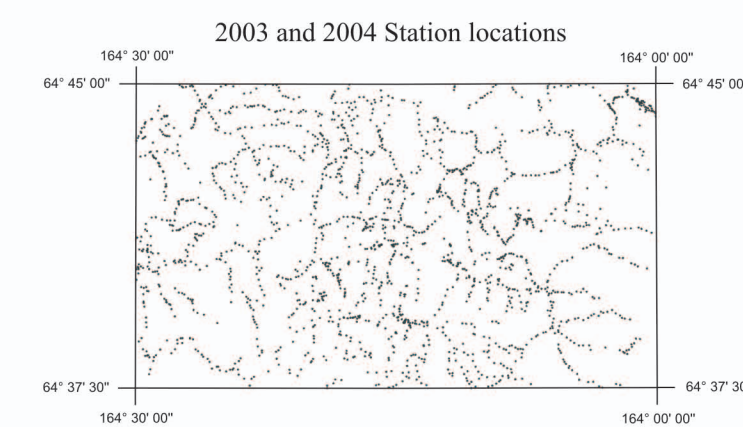 2003 and 2004 Station locations
164° 30' 00"
164° 00' 00"
64° 45' 00"
64° 45' 00
64° 37' 30"
64° 37' 30
164° 30' 00"
164° 00' 00"